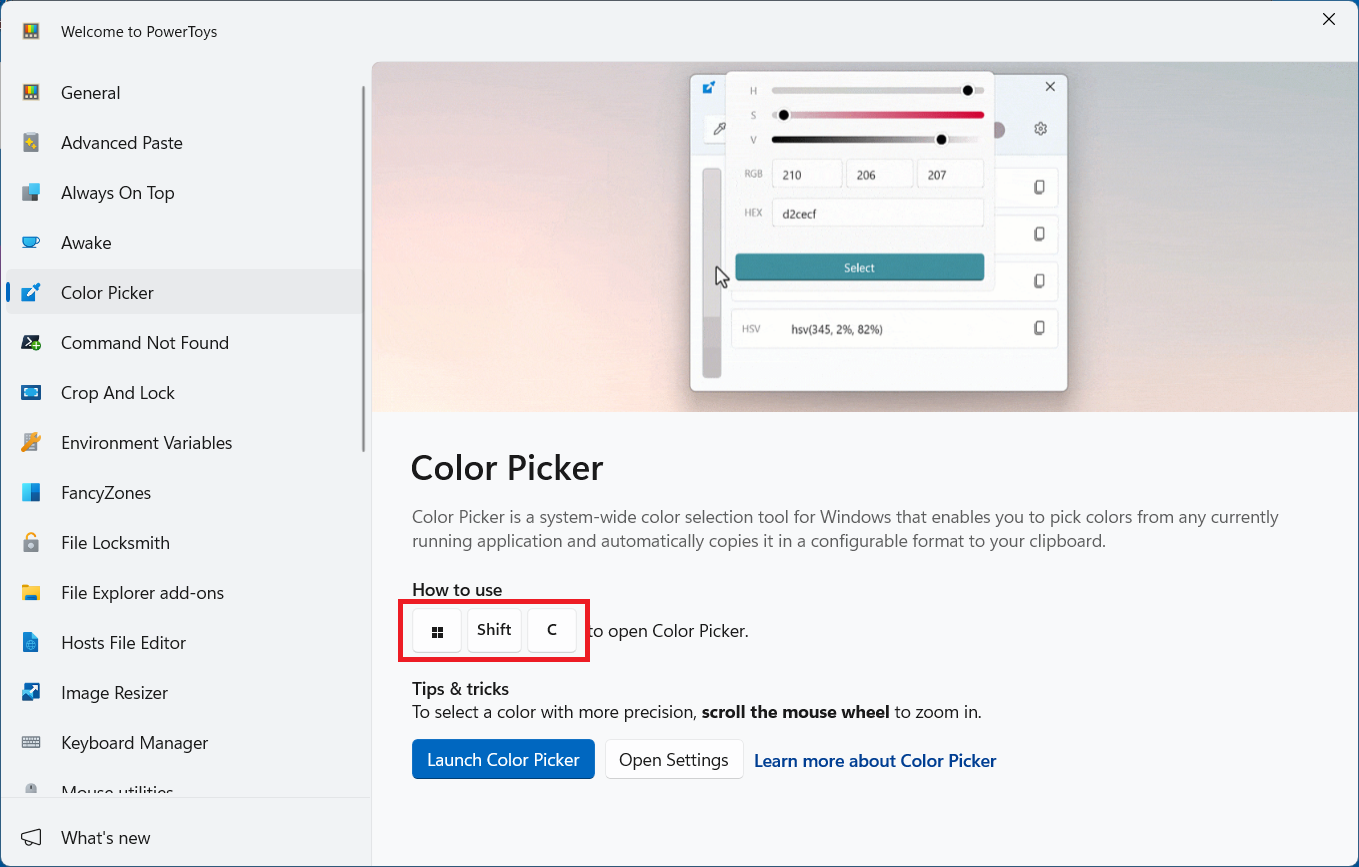 Welcome to PowerToys
General
Advanced Paste
Always On Top
Awake
Color Picker
Command Not Found
Crop And Lock
Environment Variables
FancyZones
File Locksmith
File Explorer add-ons
Hosts File Editor
Image Resizer
Keyboard Manager
Mouse utilities
What's new
H
S
V
RGB 210 206 207
HEX d2cecf
Select
HSV hsv(345, 2%, 82%)
Color Picker
Color Picker is a system-wide color selection tool for Windows that enables you to pick colors from any currently
running application and automatically copies it in a configurable format to your clipboard.
How to use
Shift C to open Color Picker.
Tips & tricks
To select a color with more precision, scroll the mouse wheel to zoom in.
Launch Color Picker Open Settings Learn more about Color Picker